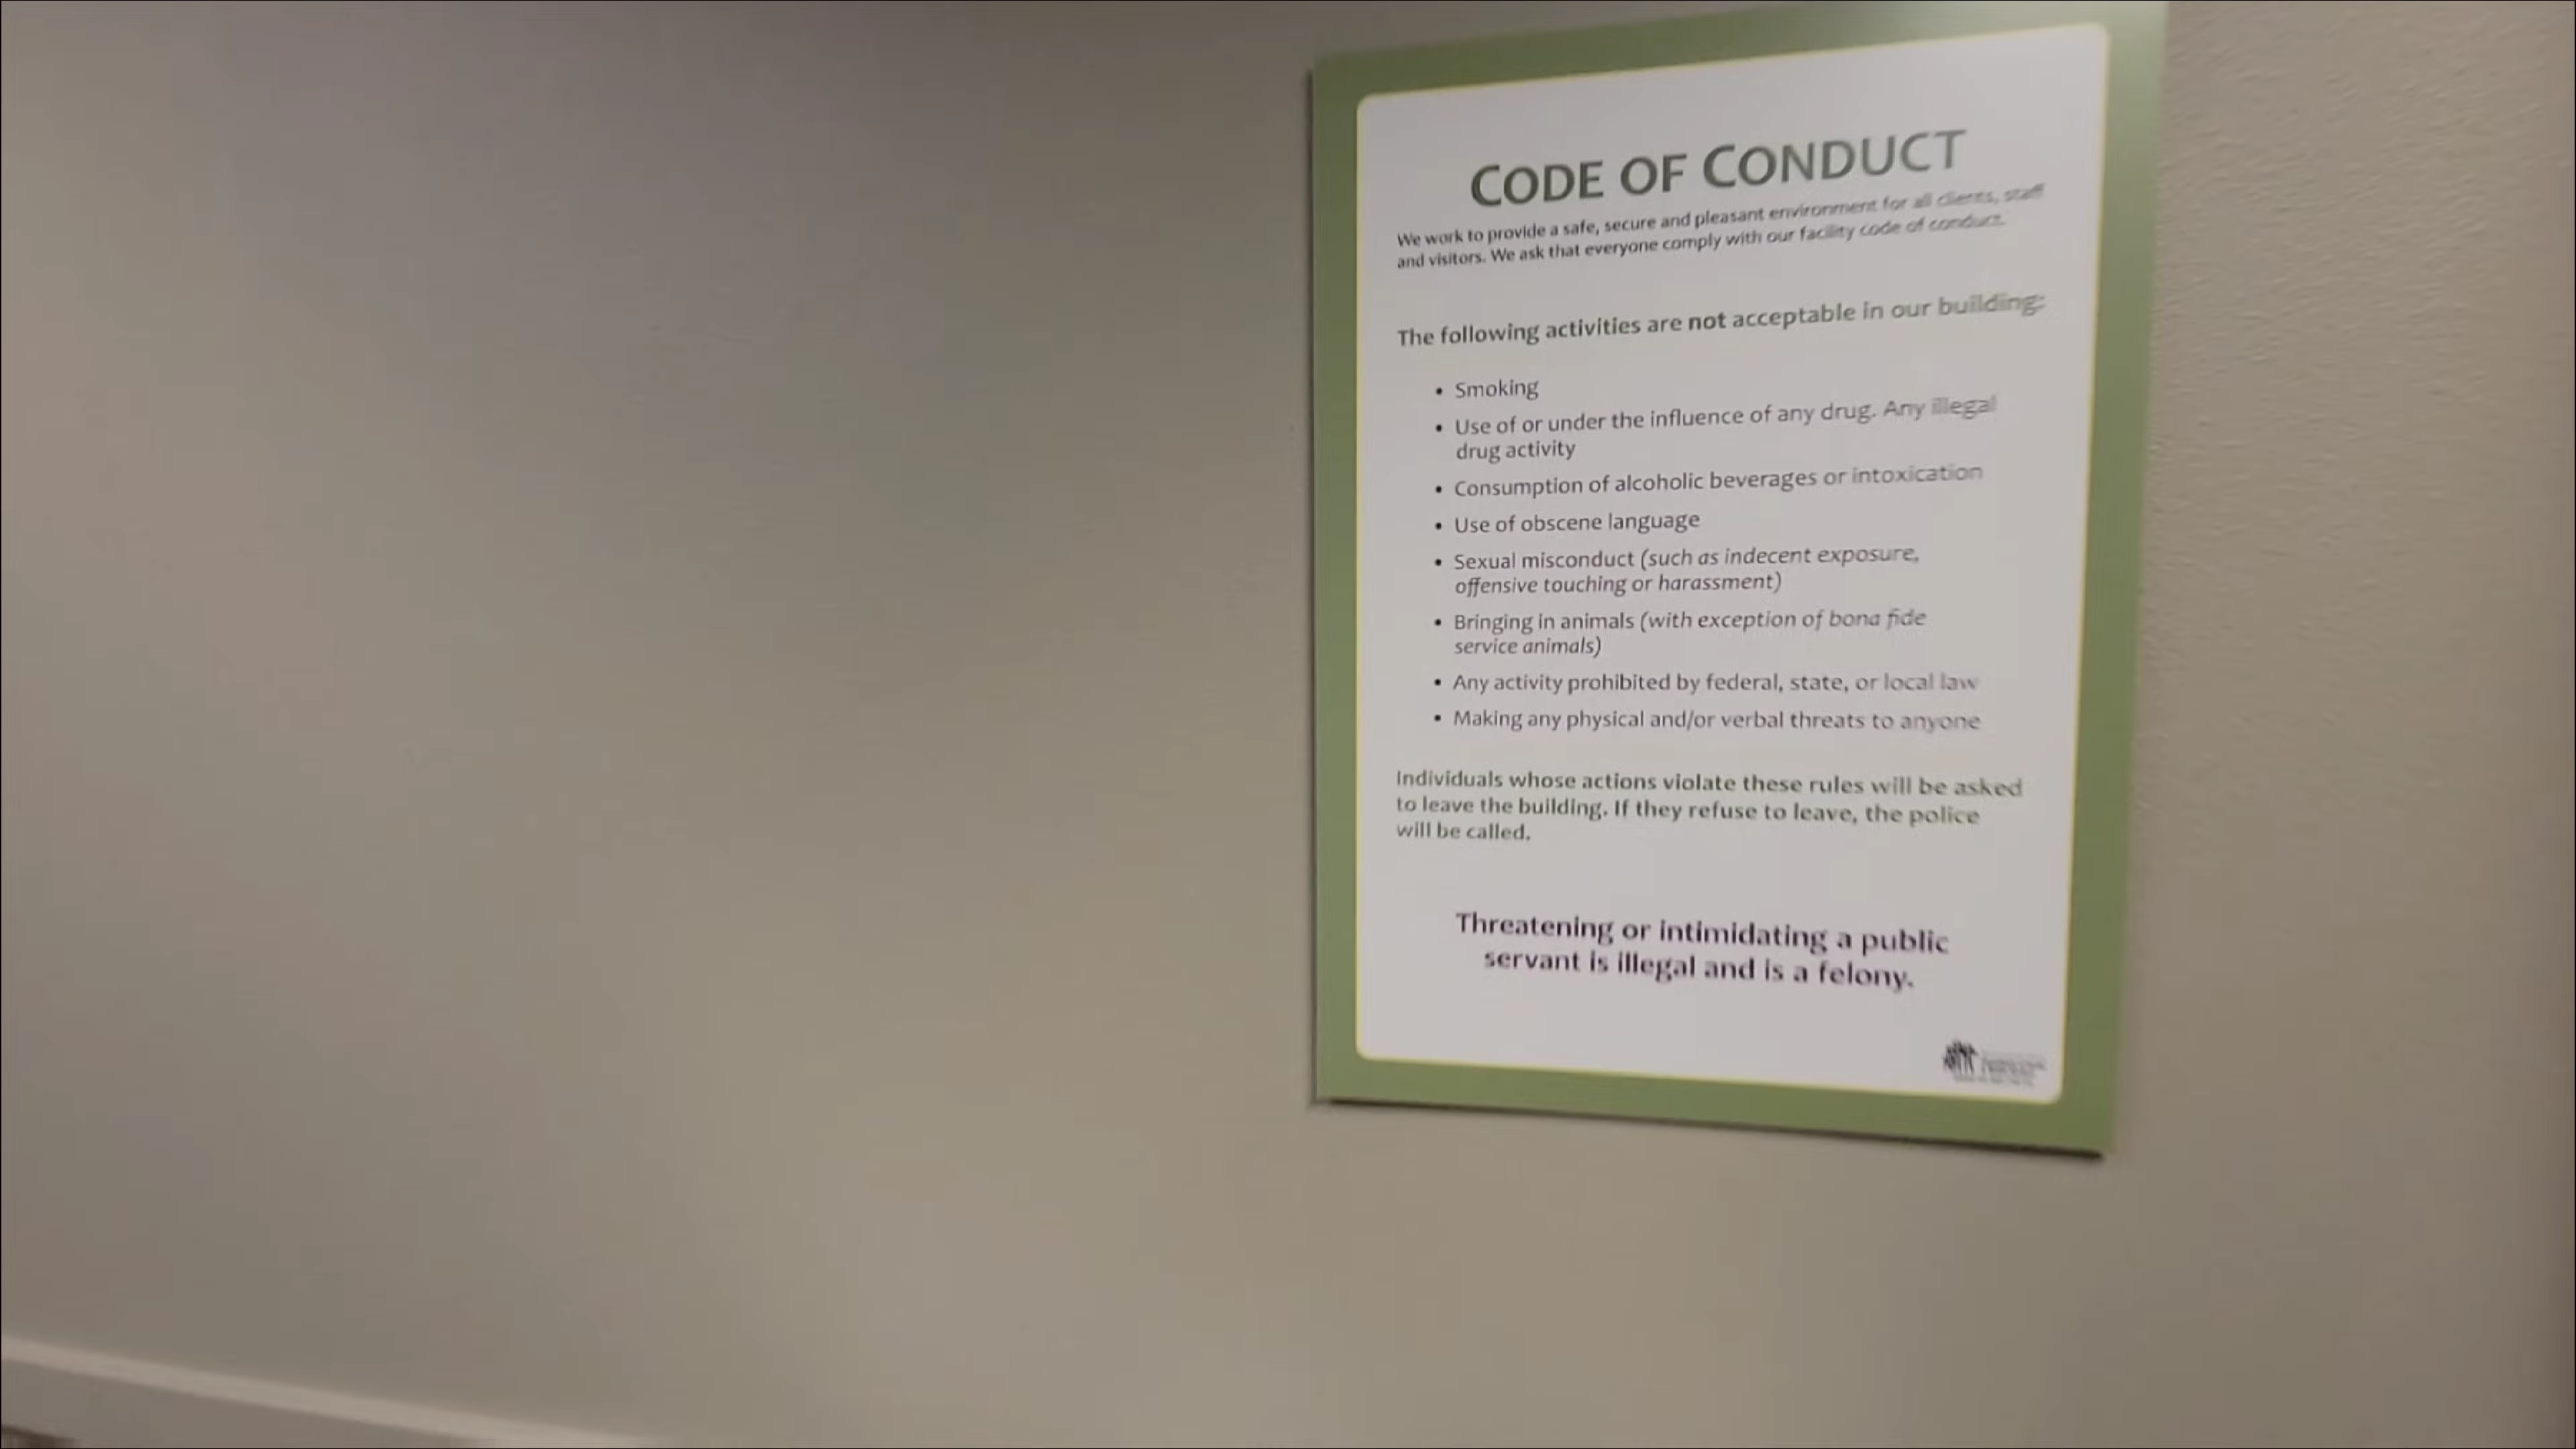 CODE OF CONDUCT
We work to provide a safe, secure and pleasant environment for all clients, staff
and visitors. We ask that everyone comply with our facility code of conduct.
The following activities are not acceptable in our building:
• Smoking
• Use of or under the influence of any drug. Any illegal
drug activity
• Consumption of alcoholic beverages or intoxication
• Use of obscene language
• Sexual misconduct (such as indecent exposure,
offensive touching or harassment)
• Bringing in animals (with exception of bona fide
service animals)
• Any activity prohibited by federal, state, or local law
• Making any physical and/or verbal threats to anyone
Individuals whose actions violate these rules will be asked
to leave the building. If they refuse to leave, the police
will be called.
Threatening or intimidating a public
servant is illegal and is a felony.